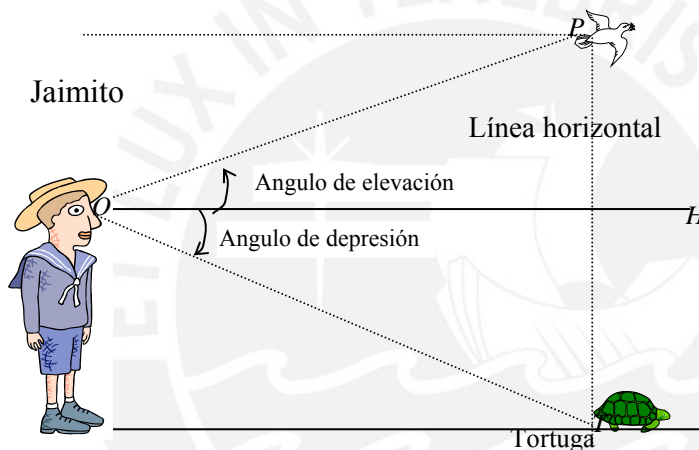 P
Jaimito
Línea horizontal
Angulo de elevación
O
H
Angulo de depresión
Tortuga